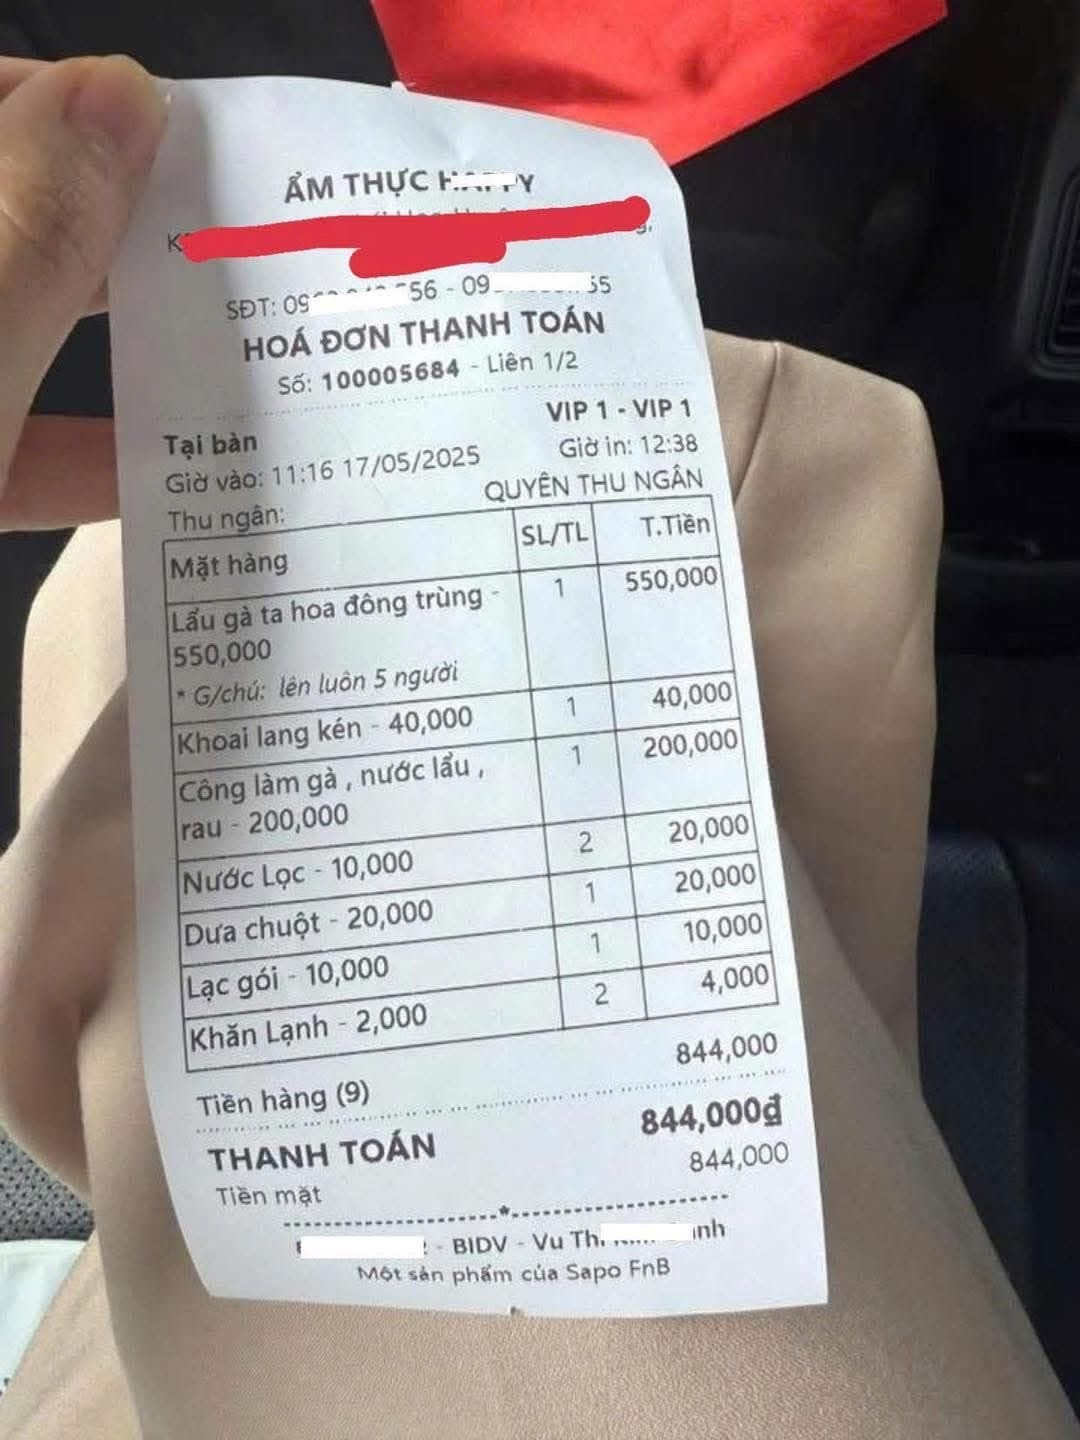 ẨM THỰC
SĐT: 09 56 - 09 55
HOÁ ĐƠN THANH TOÁN
Số: 100005684 - Liên 1/2
VIP 1 - VIP 1
Tại bàn
Giờ vào: 11:16 17/05/2025 Giờ in: 12:38
Thu ngân: QUYÊN THU NGÂN
Mặt hàng SL/TL T.Tiền
Lẩu gà ta hoa đông trùng - 1 550,000
550,000
* G/chú: lên luôn 5 người
Khoai lang kén - 40,000 1 40,000
Công làm gà , nước lẩu , 1 200,000
rau - 200,000
Nước Lọc - 10,000 2 20,000
Dưa chuột - 20,000 1 20,000
Lạc gói - 10,000 1 10,000
Khăn Lạnh - 2,000 2 4,000
Tiền hàng (9) 844,000
THANH TOÁN 844,000đ
Tiền mặt 844,000
- BIDV - Vu
Một sản phẩm của Sapo FnB